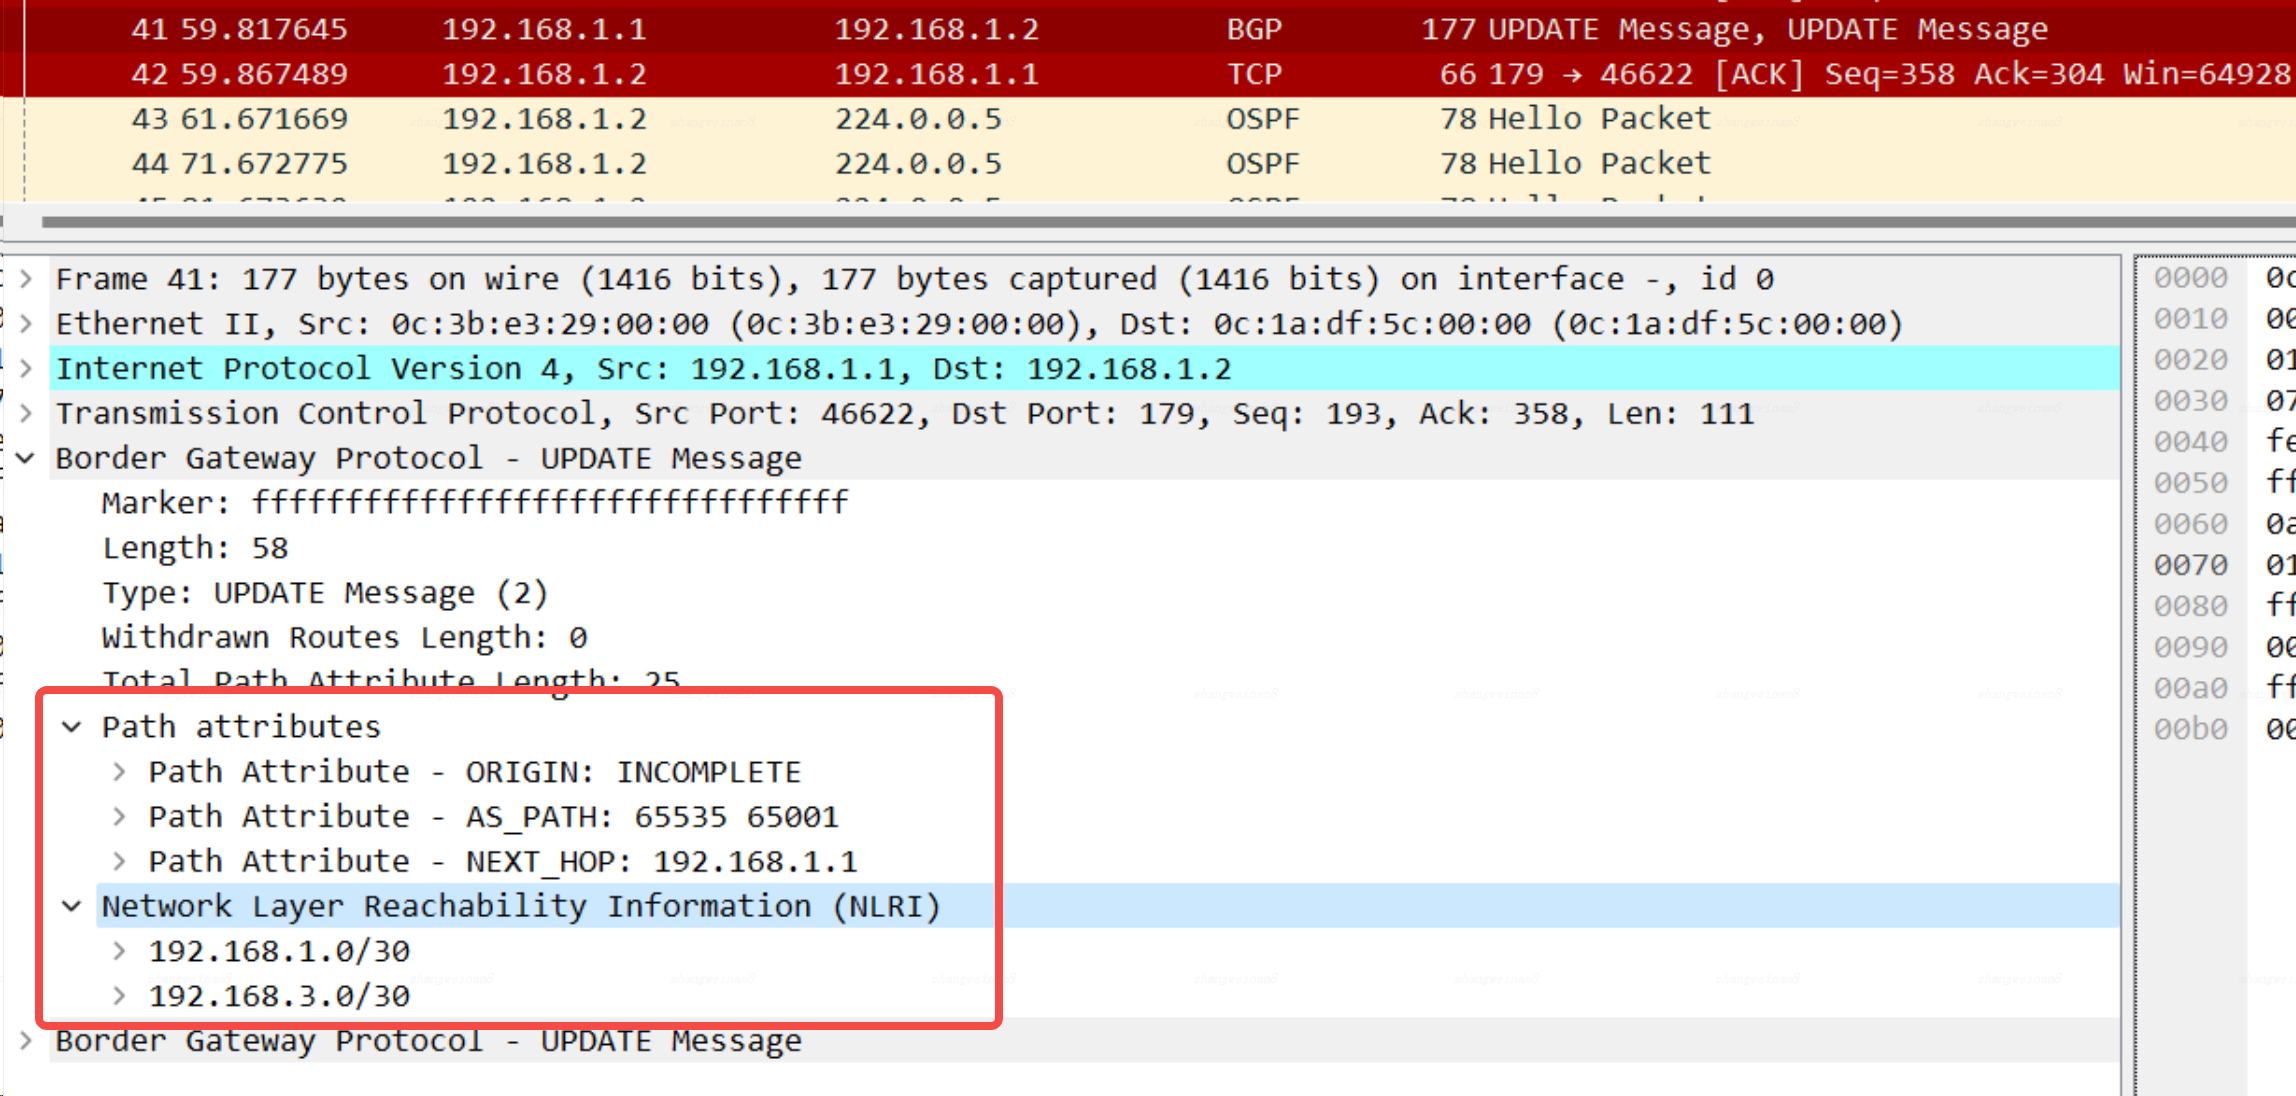 41 59.817645 192.168.1.1 192.168.1.2 BGP 177 UPDATE Message, UPDATE Message
42 59.867489 192.168.1.2 192.168.1.1 TCP 66 179 → 46622 [ACK] Seq=358 Ack=304 Win=64928
43 61.671669 192.168.1.2 224.0.0.5 OSPF 78 Hello Packet
44 71.672775 192.168.1.2 224.0.0.5 OSPF 78 Hello Packet
Frame 41: 177 bytes on wire (1416 bits), 177 bytes captured (1416 bits) on interface -, id 0
Ethernet II, Src: 0c:3b:e3:29:00:00 (0c:3b:e3:29:00:00), Dst: 0c:1a:df:5c:00:00 (0c:1a:df:5c:00:00)
Internet Protocol Version 4, Src: 192.168.1.1, Dst: 192.168.1.2
Transmission Control Protocol, Src Port: 46622, Dst Port: 179, Seq: 193, Ack: 358, Len: 111
Border Gateway Protocol - UPDATE Message
Marker: ffffffffffffffffffffffffffffffff
Length: 58
Type: UPDATE Message (2)
Withdrawn Routes Length: 0
Total Path Attribute Length: 25
Path attributes
Path Attribute - ORIGIN: INCOMPLETE
Path Attribute - AS_PATH: 65535 65001
Path Attribute - NEXT_HOP: 192.168.1.1
Network Layer Reachability Information (NLRI)
192.168.1.0/30
192.168.3.0/30
Border Gateway Protocol - UPDATE Message
0000 0c
0010 00
0020 01
0030 07
0040 fe
0050 ff
0060 0a
0070 01
0080 ff
0090 00
00a0 ff
00b0 00